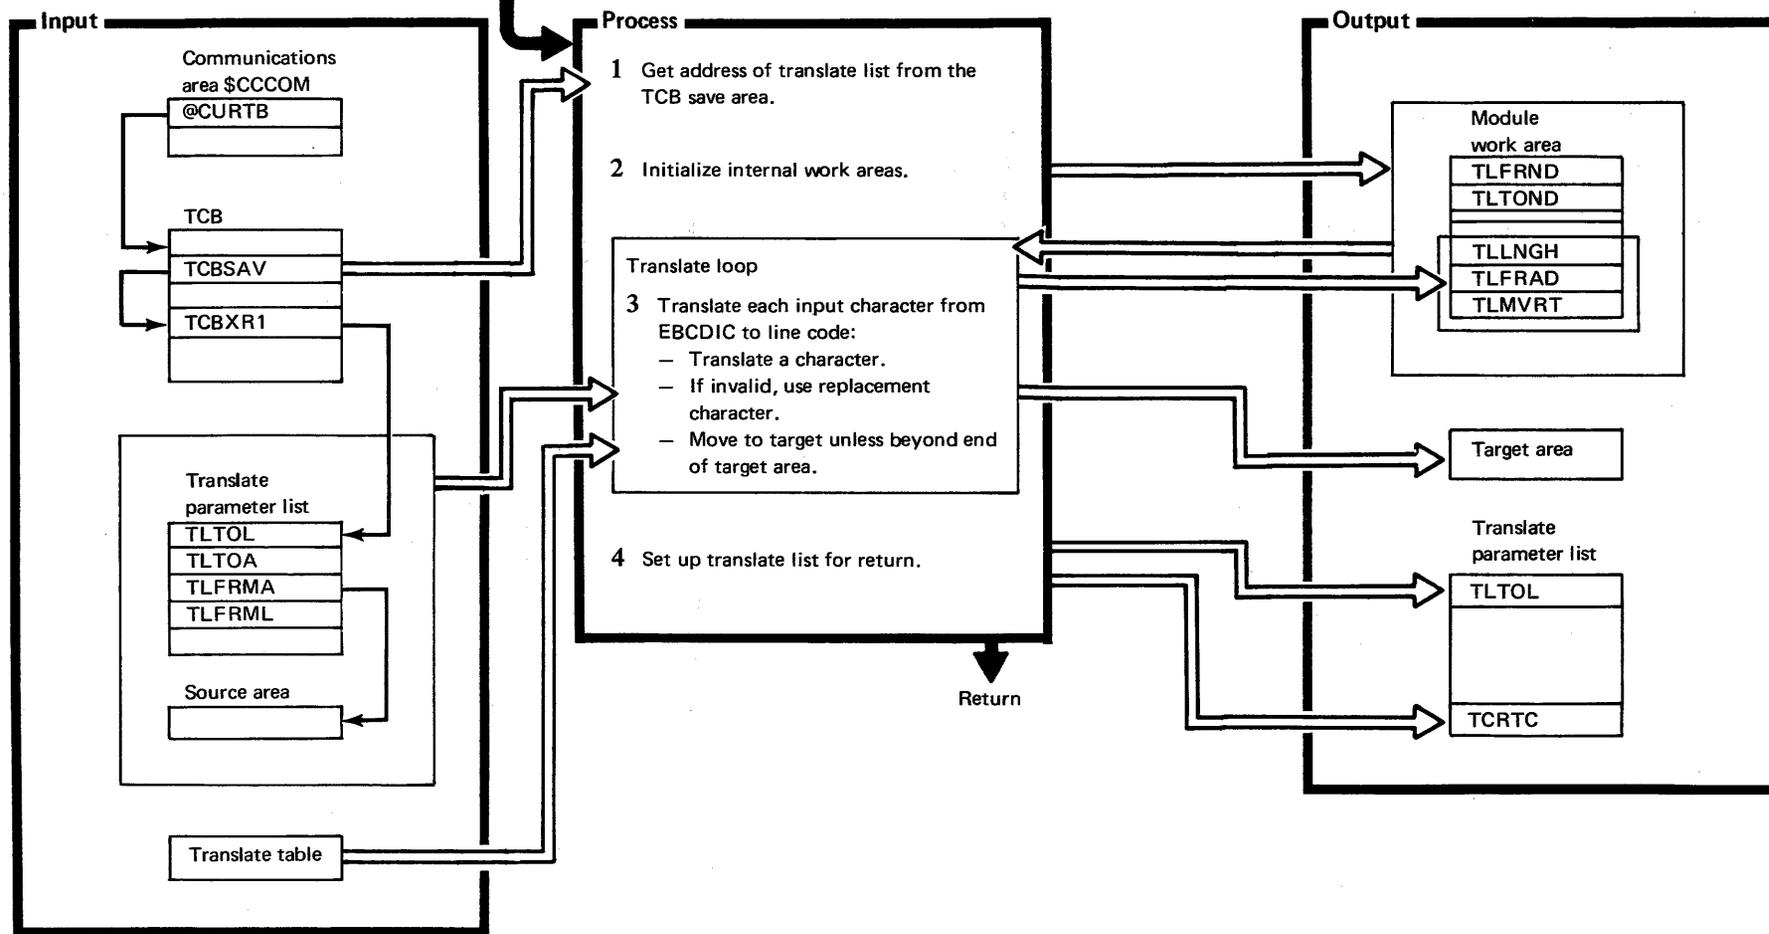 Input
Communications
area $CCCOM
@CURTB
TCB
TCBSAV
TCBXR1
Translate
parameter list
TLTOL
TLTOA
TLFRMA
TLFRML
Source area
Translate table
Process
1 Get address of translate list from the
TCB save area.
2 Initialize internal work areas.
Translate loop
3 Translate each input character from
EBCDIC to line code:
— Translate a character.
— If invalid, use replacement
character.
— Move to target unless beyond end
of target area.
4 Set up translate list for return.
Return
Output
Module
work area
TLFRND
TLTOND
TLLNGH
TLFRAD
TLMVRT
Target area
Translate
parameter list
TLTOL
TCRTC